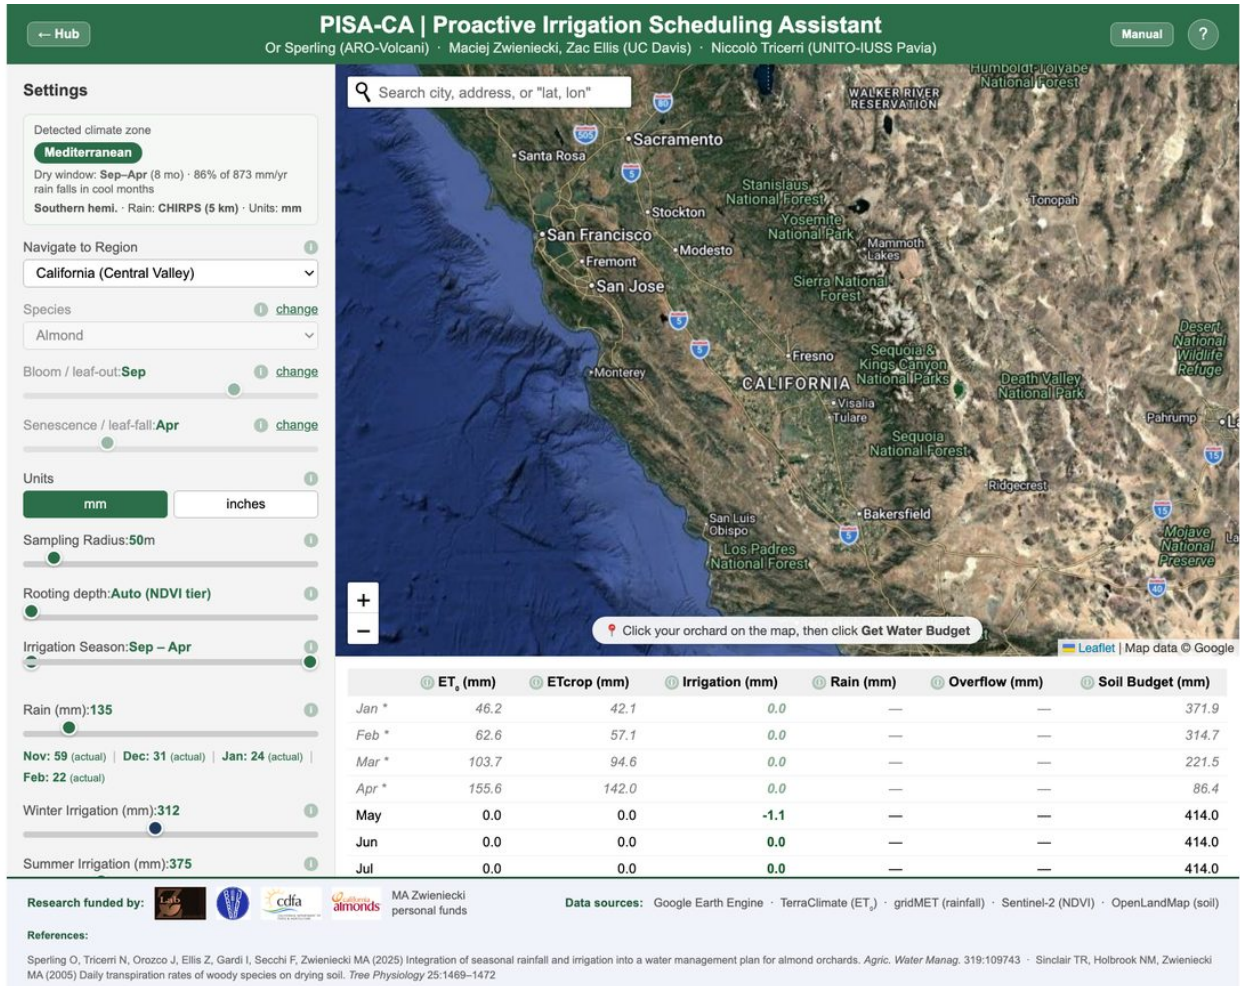 ← Hub
PISA-CA | Proactive Irrigation Scheduling Assistant
Or Sperling (ARO-Volcani) · Maciej Zwieniecki, Zac Ellis (UC Davis) · Niccolò Tricerri (UNITO-IUSS Pavia)
Manual
?
Settings
Detected climate zone
Mediterranean
Dry window: Sep–Apr (8 mo) · 86% of 873 mm/yr
rain falls in cool months
Southern hemi. · Rain: CHIRPS (5 km) · Units: mm
Navigate to Region
California (Central Valley)
Species change
Almond
Bloom / leaf-out:Sep change
Senescence / leaf-fall:Apr change
Units
mm inches
Sampling Radius:50m
Rooting depth:Auto (NDVI tier)
Irrigation Season:Sep – Apr
Rain (mm):135
Nov: 59 (actual) | Dec: 31 (actual) | Jan: 24 (actual) |
Feb: 22 (actual)
Winter Irrigation (mm):312
Summer Irrigation (mm):375
Search city, address, or "lat, lon"
Humboldt-Toiyabe
National Forest
WALKER RIVER
RESERVATION
80
505
Sacramento
Santa Rosa
5
Stanislaus
National Forest
Tonopah
Stockton
Yosemite
National Park
San Francisco
Modesto
Mammoth
Lakes
Fremont
San Jose
Sierra National
Forest
5
5
Desert
National
Wildlife
Refuge
Fresno
Sequoia &
Kings Canyon
National Parks
Monterey
CALIFORNIA
Death Valley
National Park
Visalia
Tulare
Pahrump
Sequoia
National Forest
15
Ridgecrest
San Luis
Obispo
Bakersfield
15
5
Mojave
National
Preserve
Los Padres
National Forest
40
+
−
Click your orchard on the map, then click Get Water Budget
Leaflet | Map data © Google
ET₀ (mm) ETcrop (mm) Irrigation (mm) Rain (mm) Overflow (mm) Soil Budget (mm)
Jan * 46.2 42.1 0.0 — — 371.9
Feb * 62.6 57.1 0.0 — — 314.7
Mar * 103.7 94.6 0.0 — — 221.5
Apr * 155.6 142.0 0.0 — — 86.4
May 0.0 0.0 -1.1 — — 414.0
Jun 0.0 0.0 0.0 — — 414.0
Jul 0.0 0.0 0.0 — — 414.0
Research funded by:
Lab
cdfa
california
almonds
MA Zwieniecki
personal funds
Data sources: Google Earth Engine · TerraClimate (ET₀) · gridMET (rainfall) · Sentinel-2 (NDVI) · OpenLandMap (soil)
References:
Sperling O, Tricerri N, Orozco J, Ellis Z, Gardi I, Secchi F, Zwieniecki MA (2025) Integration of seasonal rainfall and irrigation into a water management plan for almond orchards. Agric. Water Manag. 319:109743 · Sinclair TR, Holbrook NM, Zwieniecki
MA (2005) Daily transpiration rates of woody species on drying soil. Tree Physiology 25:1469–1472